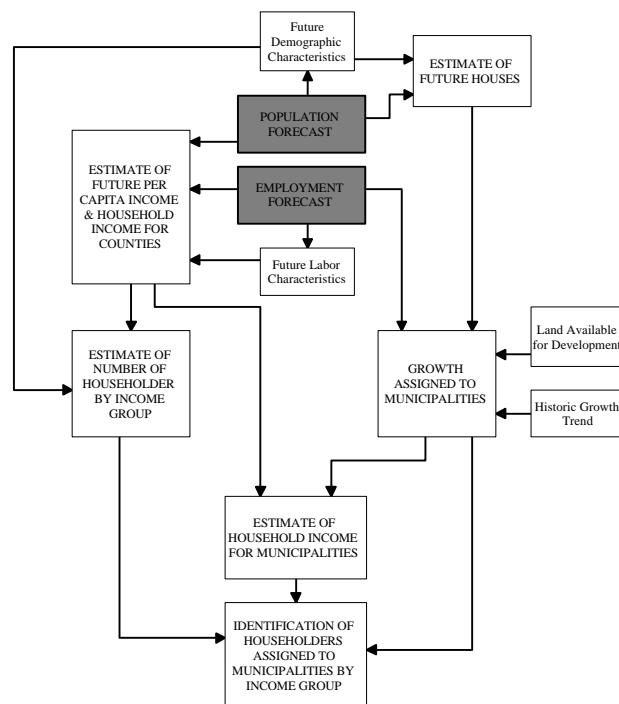 Future
Demographic
Characteristics
ESTIMATE OF
FUTURE HOUSES
POPULATION
FORECAST
ESTIMATE OF
FUTURE PER
CAPITA INCOME
& HOUSEHOLD
INCOME FOR
COUNTIES
EMPLOYMENT
FORECAST
Future Labor
Characteristics
Land Available
for Development
ESTIMATE OF
NUMBER OF
HOUSEHOLDER
BY INCOME
GROUP
GROWTH
ASSIGNED TO
MUNICIPALITIES
Historic Growth
Trend
ESTIMATE OF
HOUSEHOLD INCOME
FOR MUNICIPALITIES
IDENTIFICATION OF
HOUSEHOLDERS
ASSIGNED TO
MUNICIPALITIES BY
INCOME GROUP